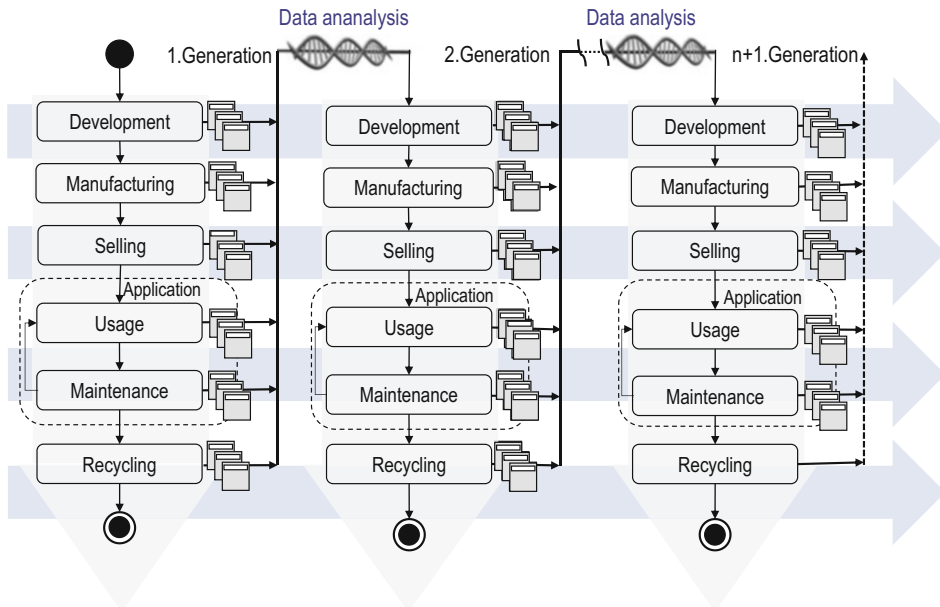 Data ananalysis
Data analysis
1.Generation
2.Generation
n+1.Generation
Development
Manufacturing
Selling
Application
Usage
Maintenance
Recycling
Development
Manufacturing
Selling
Application
Usage
Maintenance
Recycling
Development
Manufacturing
Selling
Application
Usage
Maintenance
Recycling